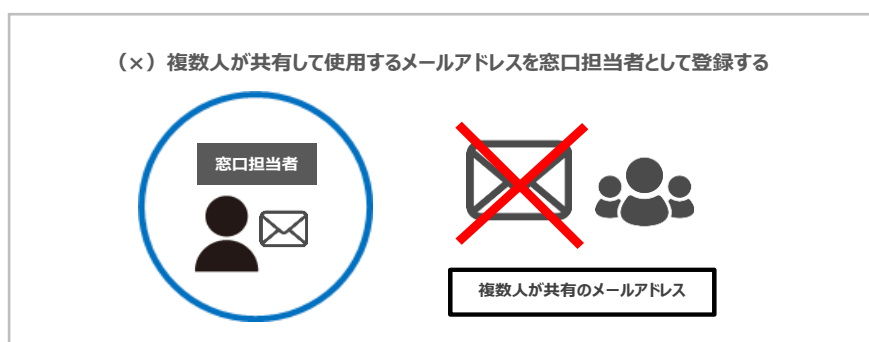 （×）複数人が共有して使用するメールアドレスを窓口担当者として登録する
窓口担当者
複数人が共有のメールアドレス